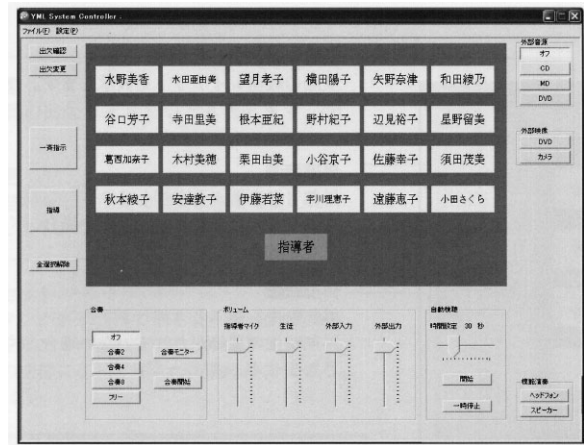 YML System Controller
ファイル(F) 設定(P)
出欠確認
出欠変更
一斉指示
指導
全選択解除
水野美香 木田亜由美 望月孝子 横田陽子 矢野奈津 和田綾乃
谷口芳子 寺田里美 根本亜紀 野村紀子 辺見裕子 星野留美
葛西加奈子 木村美穂 栗田由美 小谷京子 佐藤幸子 須田茂美
秋本綾子 安達敦子 伊藤若菜 宇川理恵子 遠藤恵子 小田さくら
指導者
外部音源
オフ
CD
MD
DVD
外部映像
DVD
カメラ
合奏
オフ
合奏2 合奏モニター
合奏4
合奏8 合奏開始
フリー
ボリューム
指導者マイク 生徒 外部入力 外部出力
自動検聴
時間設定 30 秒
開始
一時停止
模範演奏
ヘッドフォン
スピーカー